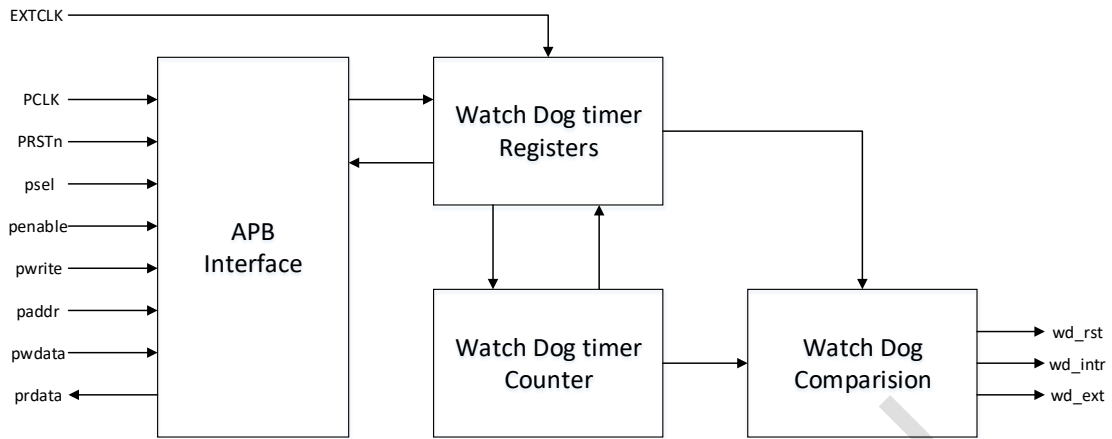 EXTCLK
PCLK
PRSTn
psel
penable
pwrite
paddr
pwdata
prdata
APB
Interface
Watch Dog timer
Registers
Watch Dog timer
Counter
Watch Dog
Comparision
wd_rst
wd_intr
wd_ext